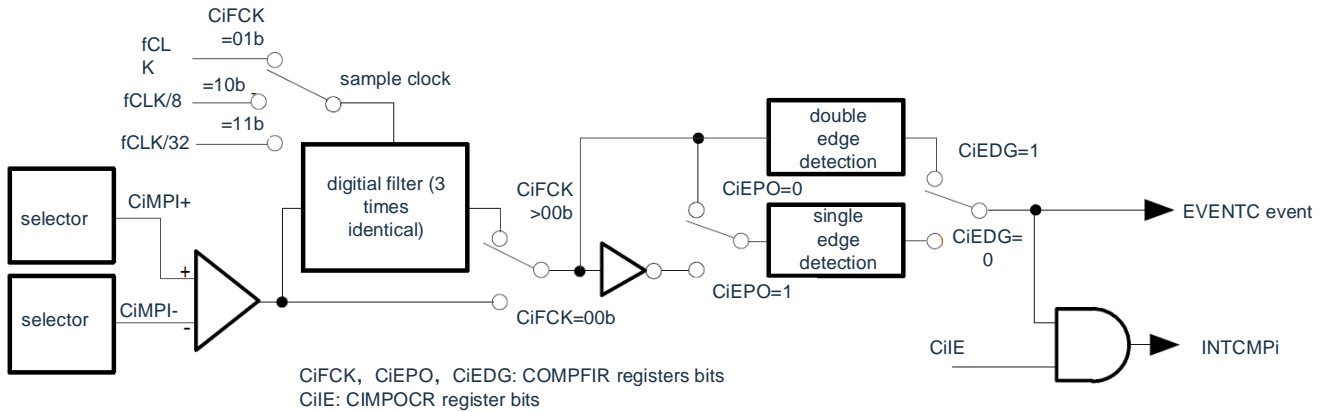 CiFCK
=01b
fCL
K
=10b
fCLK/8
=11b
fCLK/32
sample clock
selector
CiMPI+
selector
CiMPI-
+
-
digitial filter (3
times
identical)
CiFCK
>00b
CiFCK=00b
CiEPO=0
CiEPO=1
double
edge
detection
single
edge
detection
CiEDG=1
CiEDG=
0
EVENTC event
CiIE
INTCMPi
CiFCK, CiEPO, CiEDG: COMPFIR registers bits
CiIE: CIMPOCR register bits